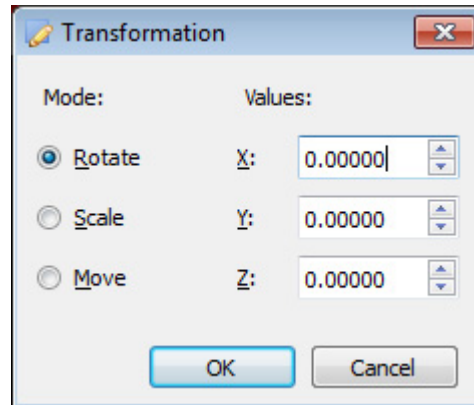 Transformation
Mode: Values:
Rotate X: 0.00000
Scale Y: 0.00000
Move Z: 0.00000
OK Cancel